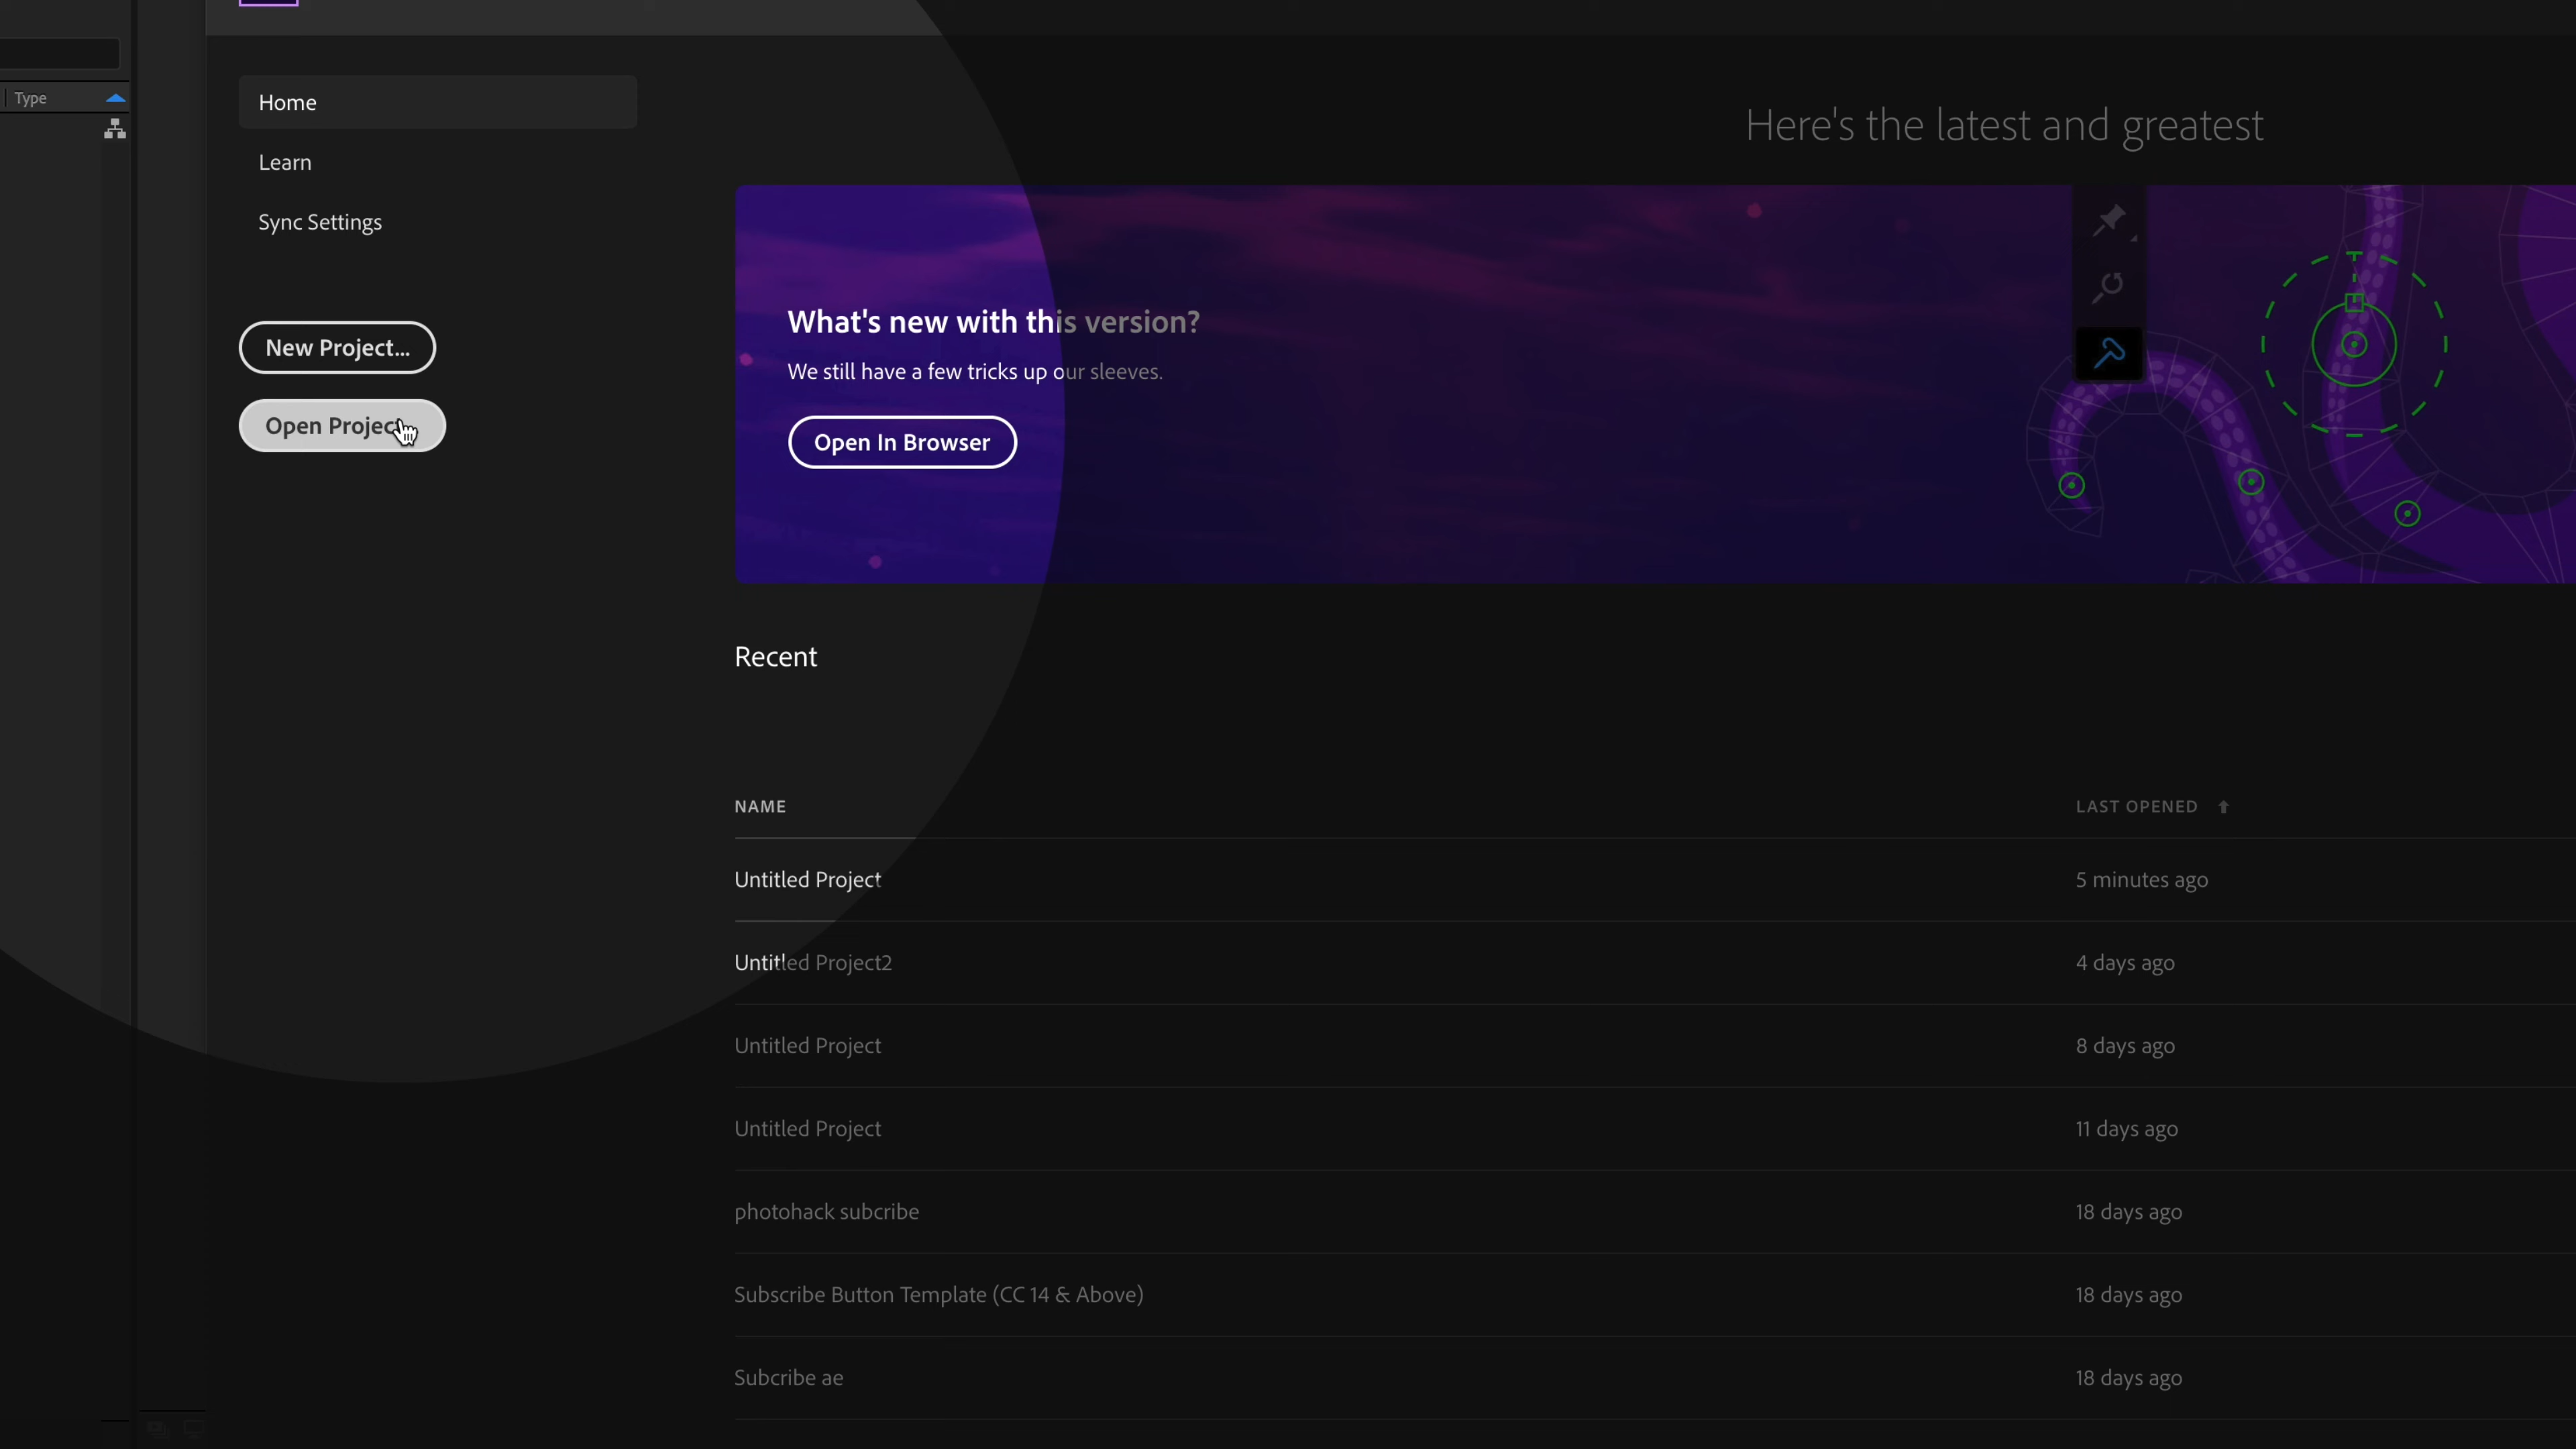 Type
Home
Learn
Sync Settings
New Project...
Open Project
Here's the latest and greatest
What's new with this version?
We still have a few tricks up our sleeves.
Open In Browser
Recent
NAME LAST OPENED
Untitled Project 5 minutes ago
Untitled Project2 4 days ago
Untitled Project 8 days ago
Untitled Project 11 days ago
photohack subcribe 18 days ago
Subscribe Button Template (CC 14 & Above) 18 days ago
Subcribe ae 18 days ago